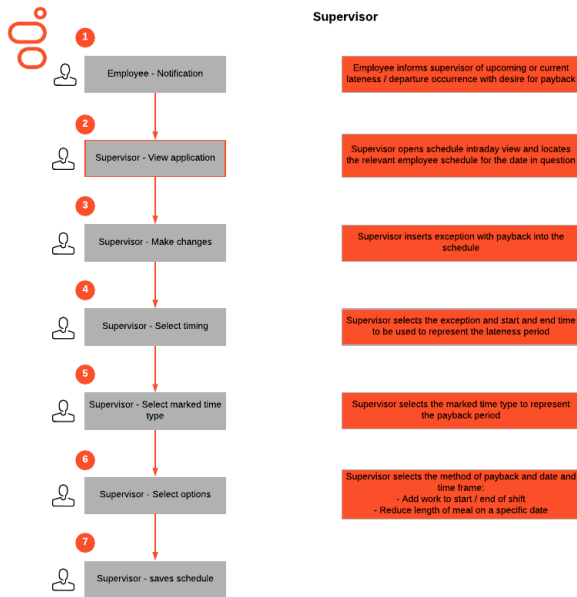 Supervisor
1
Employee - Notification
Employee informs supervisor of upcoming or current
lateness / departure occurrence with desire for payback
2
Supervisor - View application
Supervisor opens schedule intraday view and locates
the relevant employee schedule for the date in question
3
Supervisor - Make changes
Supervisor inserts exception with payback into the
schedule
4
Supervisor - Select timing
Supervisor selects the exception and start and end time
to be used to represent the lateness period
5
Supervisor - Select marked time
type
Supervisor selects the marked time type to represent
the payback period
6
Supervisor - Select options
Supervisor selects the method of payback and date and
time frame:
- Add work to start / end of shift
- Reduce length of meal on a specific date
7
Supervisor - saves schedule